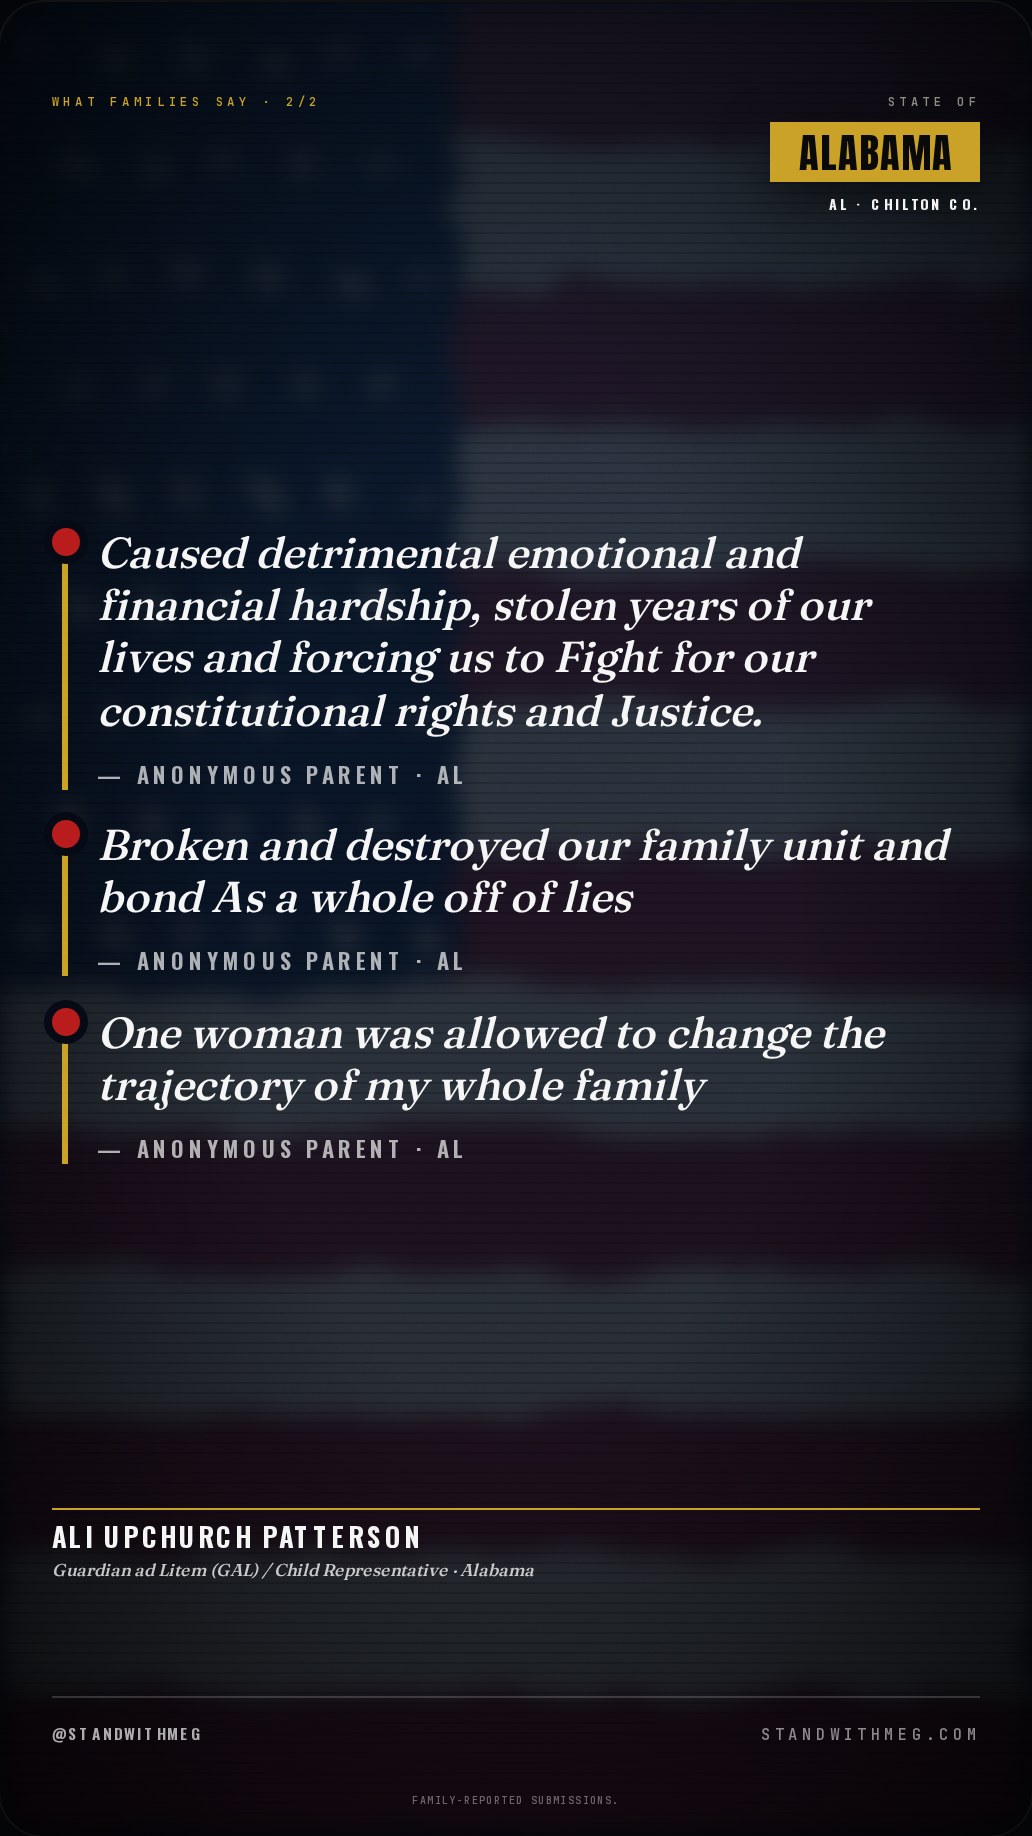 WHAT FAMILIES SAY · 2/2
STATE OF
ALABAMA
AL · CHILTON CO.
Caused detrimental emotional and
financial hardship, stolen years of our
lives and forcing us to Fight for our
constitutional rights and Justice.
— ANONYMOUS PARENT · AL
Broken and destroyed our family unit and
bond As a whole off of lies
— ANONYMOUS PARENT · AL
One woman was allowed to change the
trajectory of my whole family
— ANONYMOUS PARENT · AL
ALI UPCHURCH PATTERSON
Guardian ad Litem (GAL) / Child Representative · Alabama
@STANDWITHMEG
STANDWITHMEG.COM
FAMILY-REPORTED SUBMISSIONS.